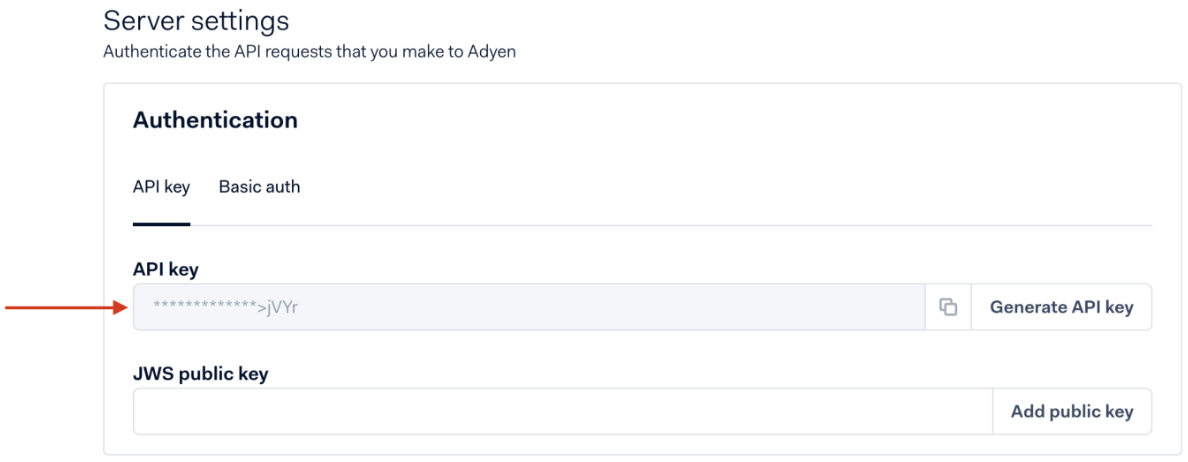 Server settings
Authenticate the API requests that you make to Adyen
Authentication
API key Basic auth
API key
*************>jVYr Generate API key
JWS public key
Add public key